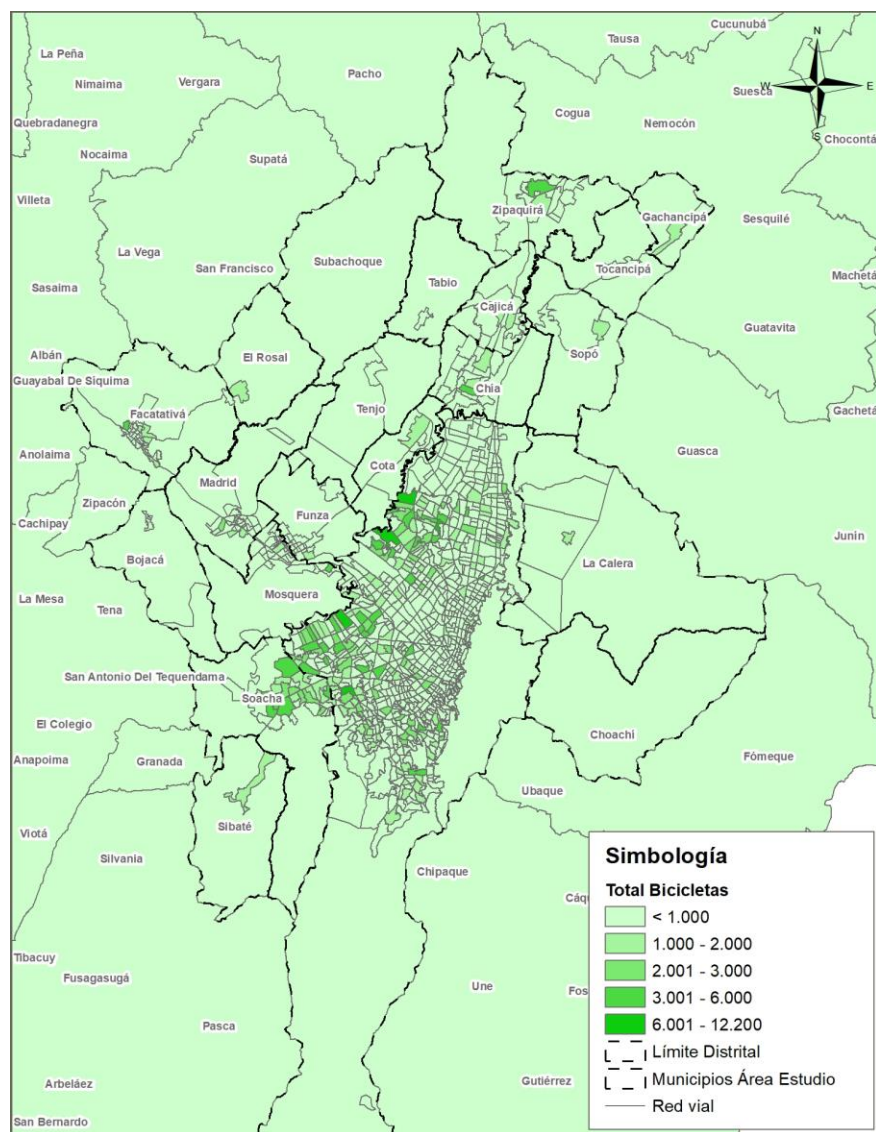 Cucunubá
La Peña
Tausa
N
Nimaima
Vergara
Pacho
Suesca
W
E
Cogua
Nemocón
Quebradanegra
S
Chocontá
Nocaima
Supatá
Villeta
Zipaquirá
Gachancipá
Sesquilé
La Vega
Subachoque
San Francisco
Tocancipá
Machetá
Tabio
Sasaima
Cajicá
Guatavita
Albán
El Rosal
Sopó
Guayabal De Siquima
Chía
Facatativá
Tenjo
Gachetá
Anolaima
Guasca
Cota
Madrid
Zipacón
Funza
Cachipay
Junin
Bojacá
La Calera
Mosquera
La Mesa
Tena
San Antonio Del Tequendama
Soacha
El Colegio
Choachi
Fómeque
Anapoima
Granada
Ubaque
Sibaté
Viotá
Silvania
Chipaque
Simbología
Total Bicicletas
< 1.000
1.000 - 2.000
2.001 - 3.000
3.001 - 6.000
6.001 - 12.200
Límite Distrital
Municipios Área Estudio
Red vial
Cáqu
Tibacuy
Fusagasugá
Une
Fos
Pasca
Arbeláez
Gutiérrez
San Bernardo